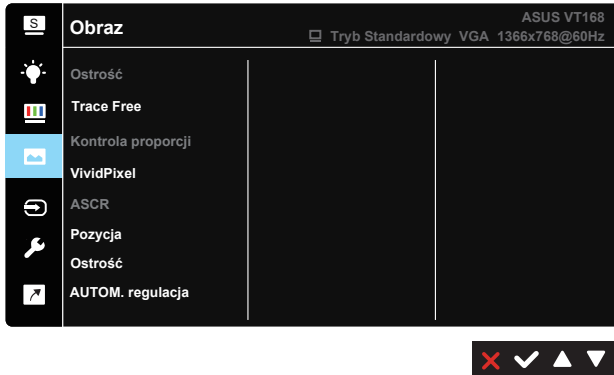 S
Obraz
ASUS VT168
Tryb Standardowy VGA 1366x768@60Hz
Ostrość
Trace Free
Kontrola proporcji
VividPixel
ASCR
Pozycja
Ostrość
AUTOM. regulacja